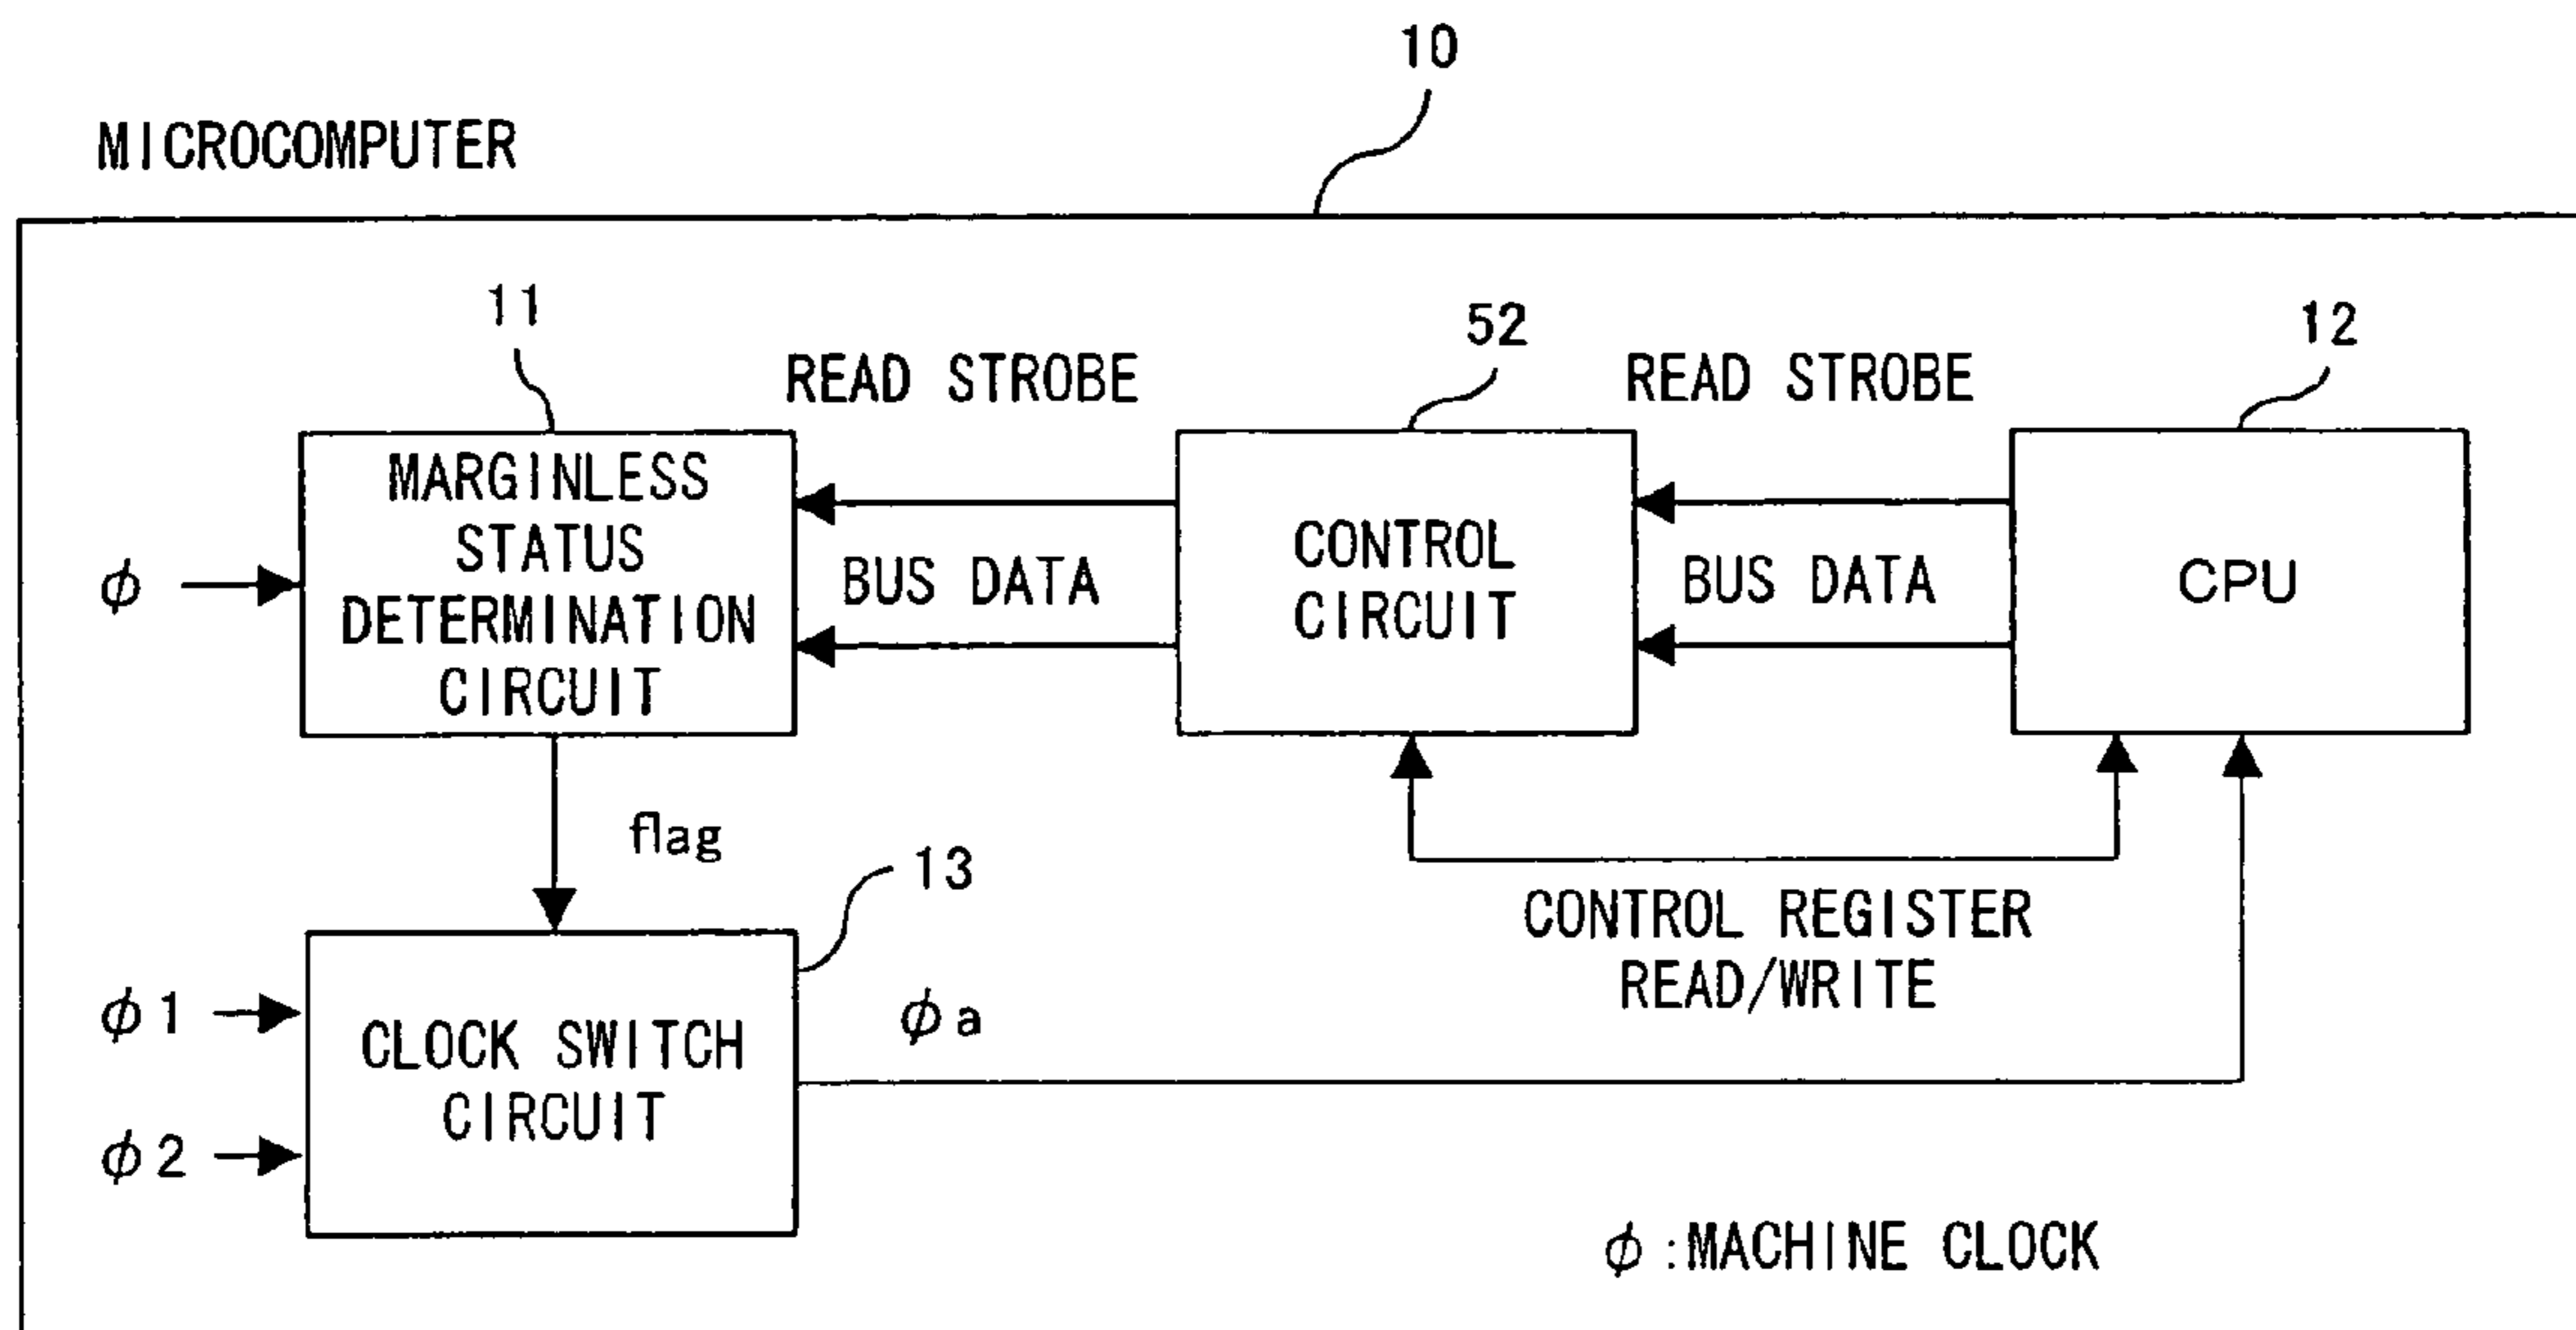 10
MICROCOMPUTER
11
52
12
READ STROBE
READ STROBE
MARGINLESS
STATUS
DETERMINATION
CIRCUIT
BUS DATA
CONTROL
CIRCUIT
BUS DATA
CPU
φ
flag
13
CONTROL REGISTER
READ/WRITE
φ1
φ2
CLOCK SWITCH
CIRCUIT
φa
φ:MACHINE CLOCK